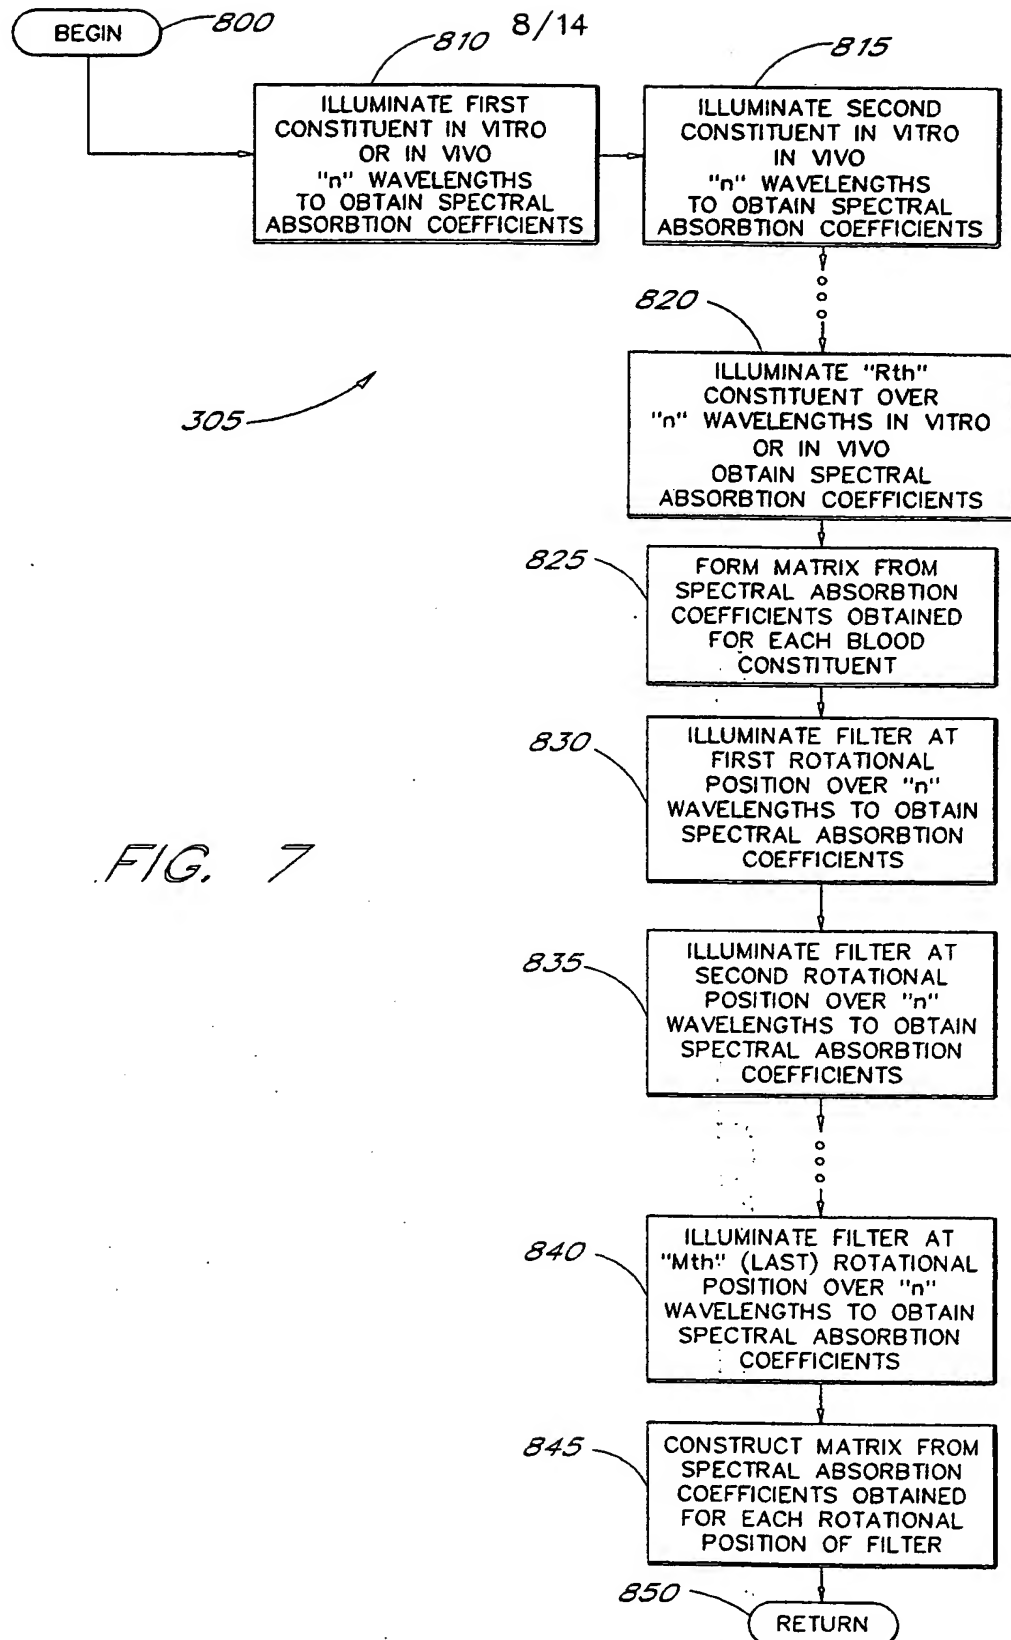 BEGIN
800
8/14
810
815
ILLUMINATE FIRST
CONSTITUENT IN VITRO
OR IN VIVO
"n" WAVELENGTHS
TO OBTAIN SPECTRAL
ABSORBTION COEFFICIENTS
ILLUMINATE SECOND
CONSTITUENT IN VITRO
IN VIVO
"n" WAVELENGTHS
TO OBTAIN SPECTRAL
ABSORBTION COEFFICIENTS
820
305
ILLUMINATE "Rth"
CONSTITUENT OVER
"n" WAVELENGTHS IN VITRO
OR IN VIVO
OBTAIN SPECTRAL
ABSORBTION COEFFICIENTS
825
FORM MATRIX FROM
SPECTRAL ABSORBTION
COEFFICIENTS OBTAINED
FOR EACH BLOOD
CONSTITUENT
830
ILLUMINATE FILTER AT
FIRST ROTATIONAL
POSITION OVER "n"
WAVELENGTHS TO OBTAIN
SPECTRAL ABSORBTION
COEFFICIENTS
FIG. 7
835
ILLUMINATE FILTER AT
SECOND ROTATIONAL
POSITION OVER "n"
WAVELENGTHS TO OBTAIN
SPECTRAL ABSORBTION
COEFFICIENTS
840
ILLUMINATE FILTER AT
"Mth" (LAST) ROTATIONAL
POSITION OVER "n"
WAVELENGTHS TO OBTAIN
SPECTRAL ABSORBTION
COEFFICIENTS
845
CONSTRUCT MATRIX FROM
SPECTRAL ABSORBTION
COEFFICIENTS OBTAINED
FOR EACH ROTATIONAL
POSITION OF FILTER
850
RETURN